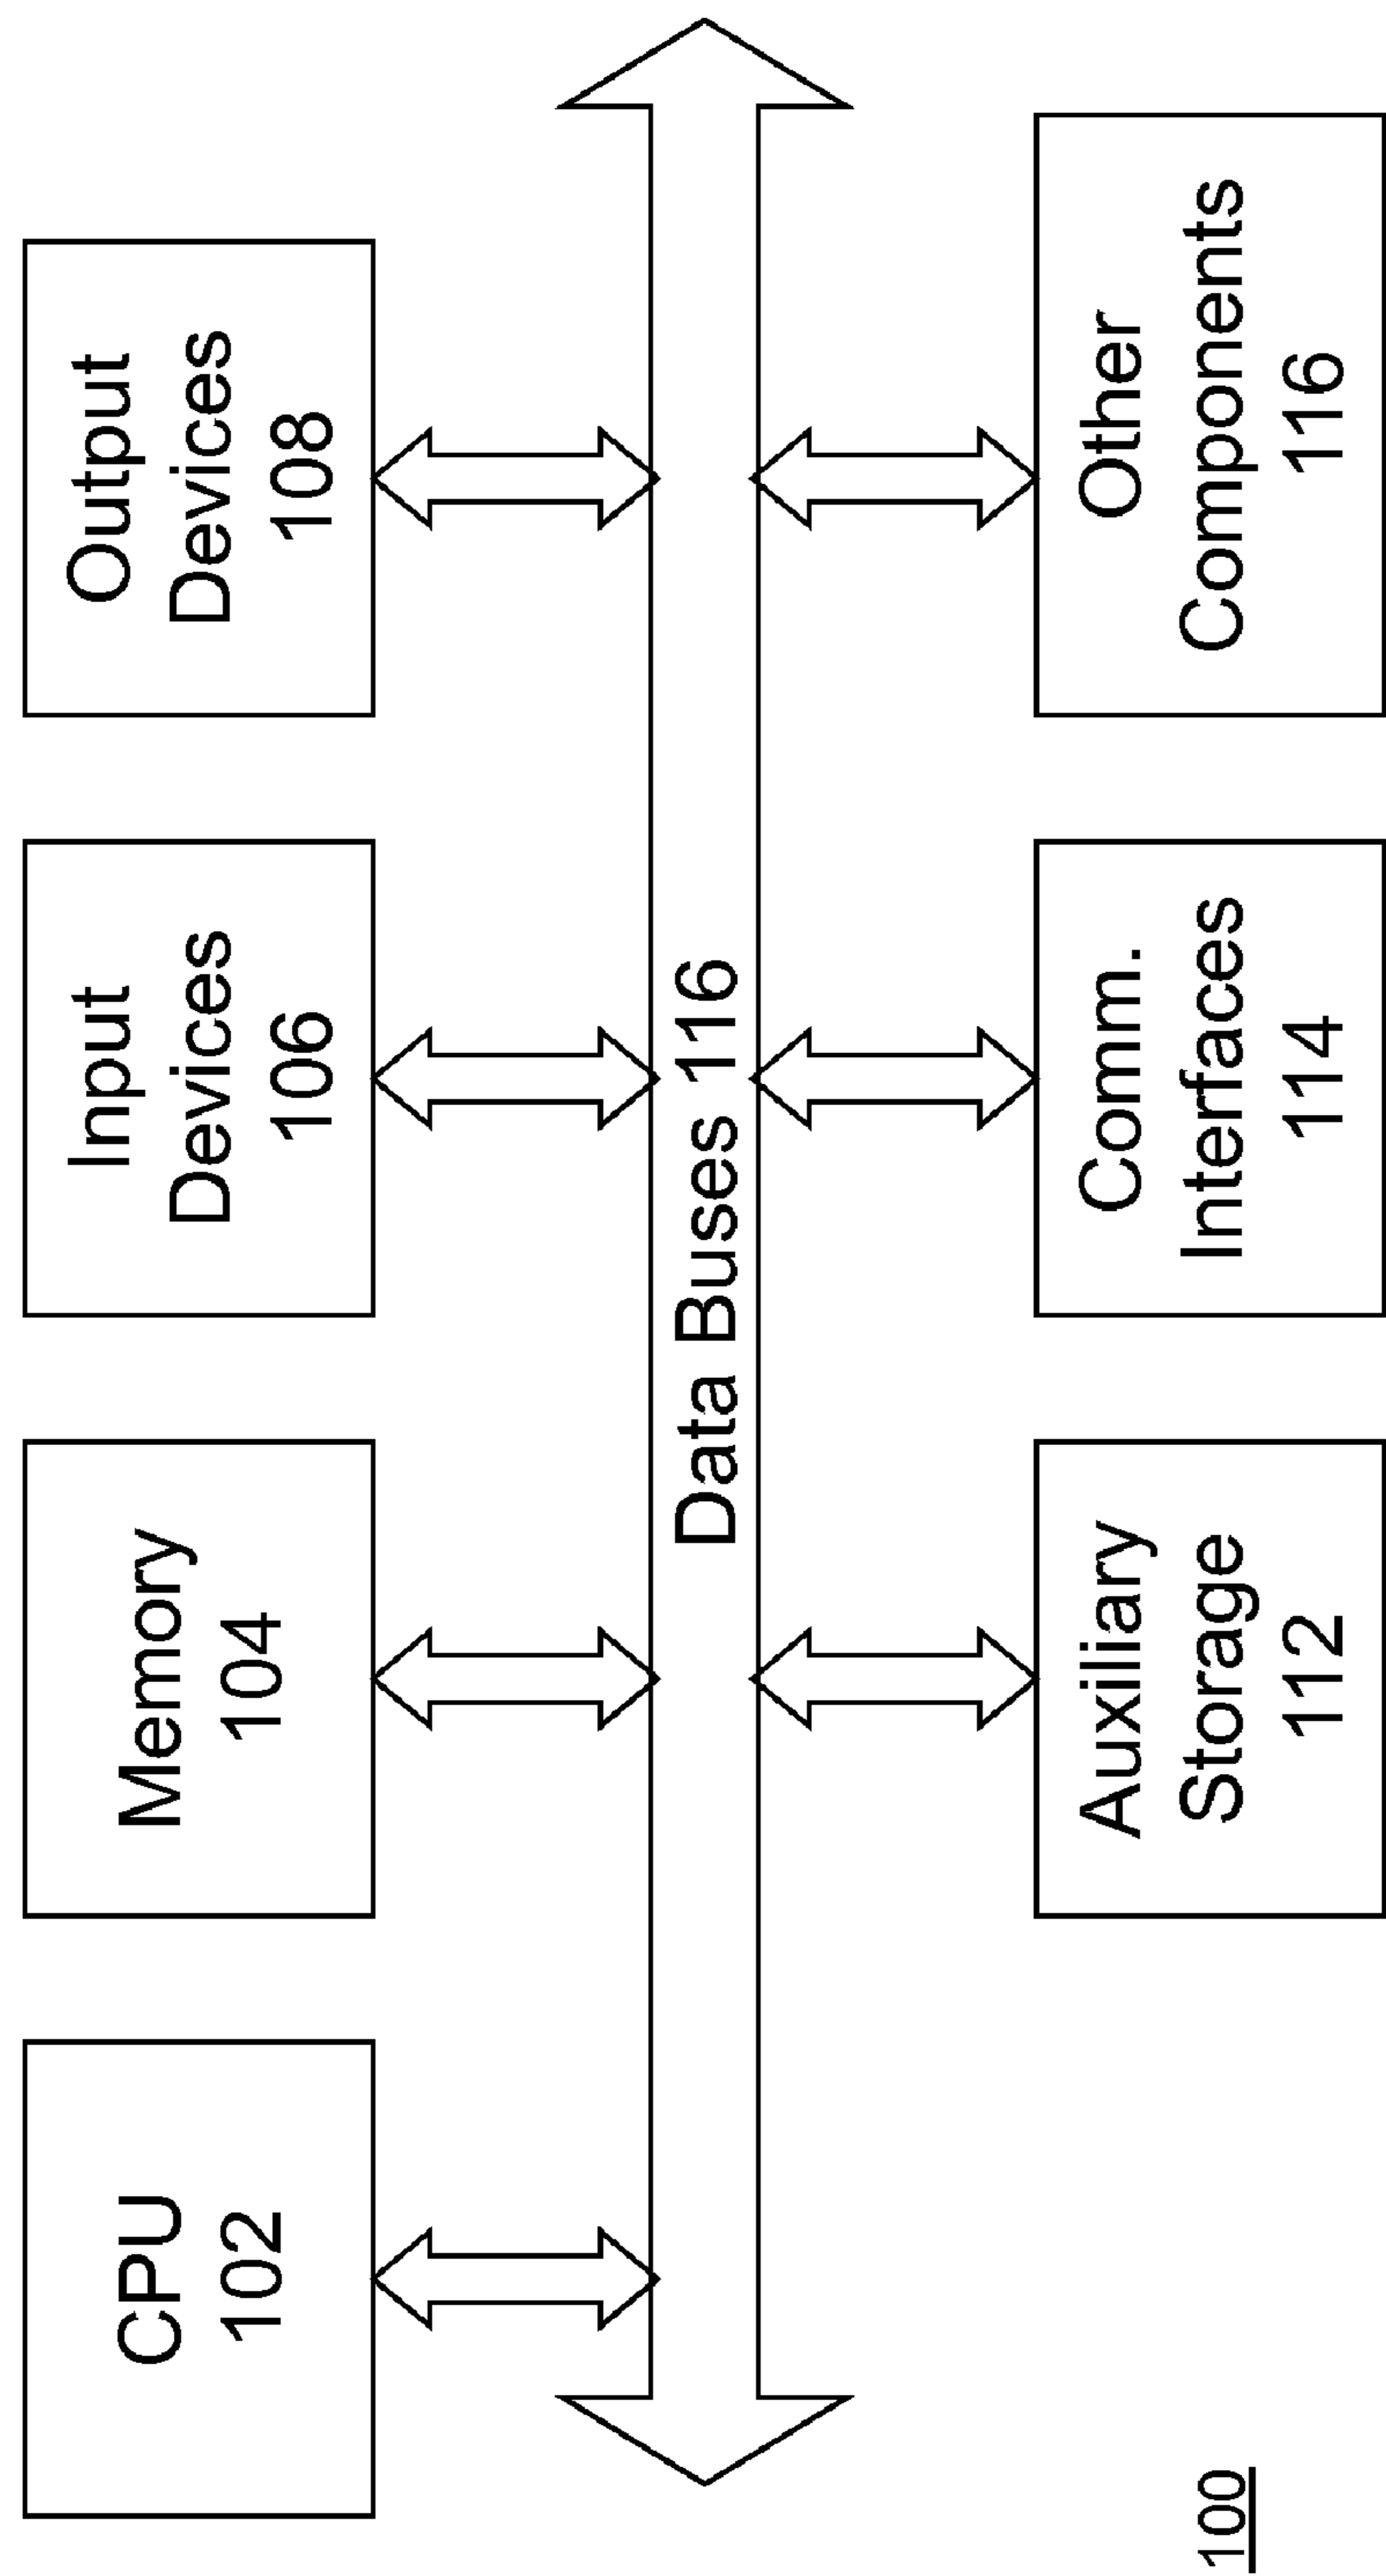 CPU
102
Memory
104
Input
Devices
106
Output
Devices
108
Data Buses 116
Auxiliary
Storage
112
Comm.
Interfaces
114
Other
Components
116
100